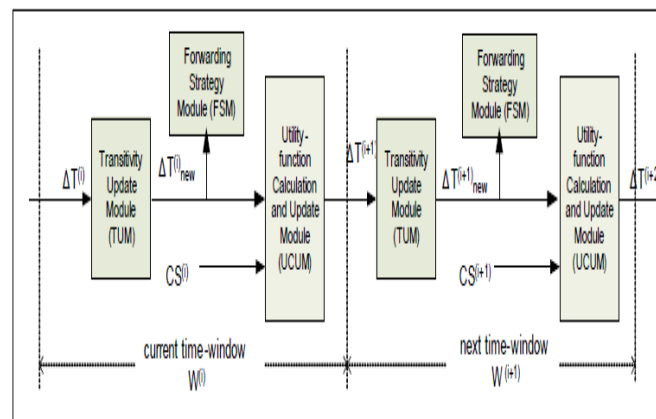 Forwarding
Strategy
Module (FSM)
ΔT(i)
Transitivity
Update
Module
(TUM)
ΔT(i)new
CS(i)
Utility-
function
Calculation
and Update
Module
(UCUM)
ΔT(i+1)
Transitivity
Update
Module
(TUM)
ΔT(i+1)new
Forwarding
Strategy
Module (FSM)
CS(i+1)
Utility-
function
Calculation
and Update
Module
(UCUM)
ΔT(i+2
current time-window
W(i)
next time-window
W(i+1)